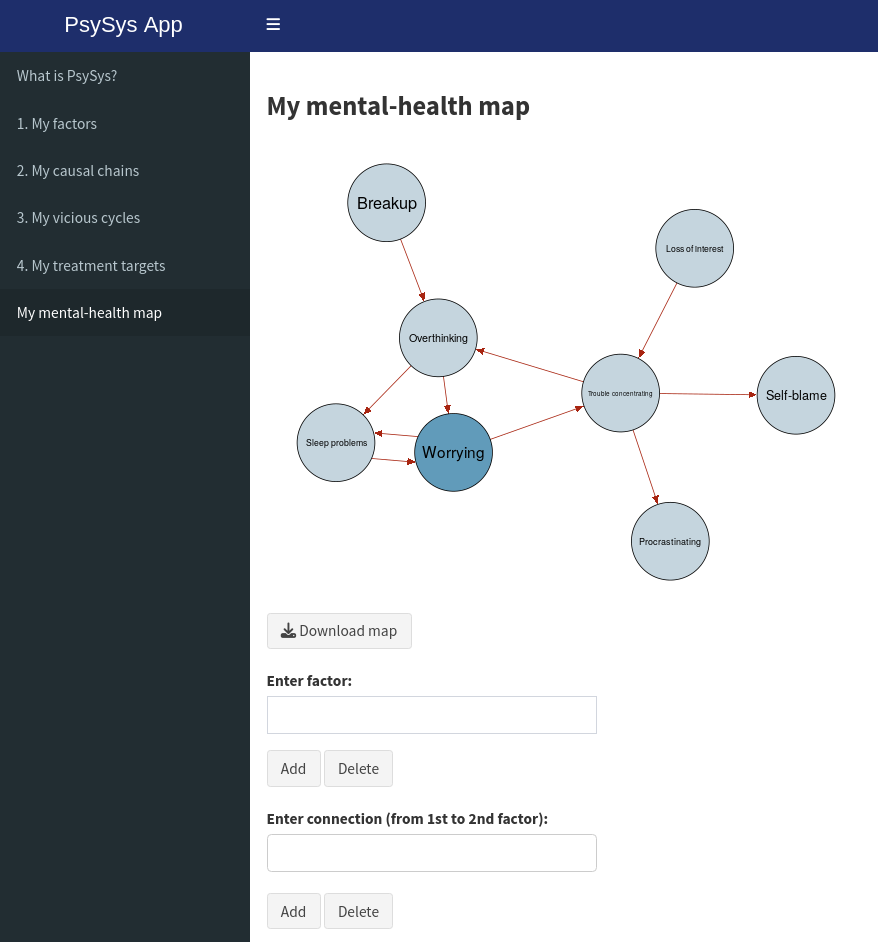 PsySys App
What is PsySys?
1. My factors
2. My causal chains
3. My vicious cycles
4. My treatment targets
My mental-health map
My mental-health map
Breakup
Loss of interest
Overthinking
Trouble concentrating
Self-blame
Sleep problems
Worrying
Procrastinating
Download map
Enter factor:
Add Delete
Enter connection (from 1st to 2nd factor):
Add Delete